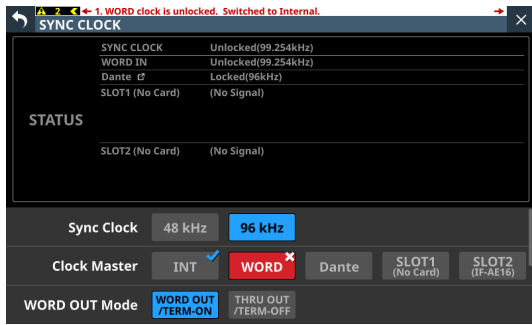 2 1. WORD clock is unlocked. Switched to Internal.
SYNC CLOCK
SYNC CLOCK Unlocked(99.254kHz)
WORD IN Unlocked(99.254kHz)
Dante Locked(96kHz)
SLOT1 (No Card) (No Signal)
STATUS
SLOT2 (No Card) (No Signal)
Sync Clock 48 kHz 96 kHz
Clock Master INT WORD Dante SLOT1 (No Card) SLOT2 (IF-AE16)
WORD OUT Mode WORD OUT /TERM-ON THRU OUT /TERM-OFF